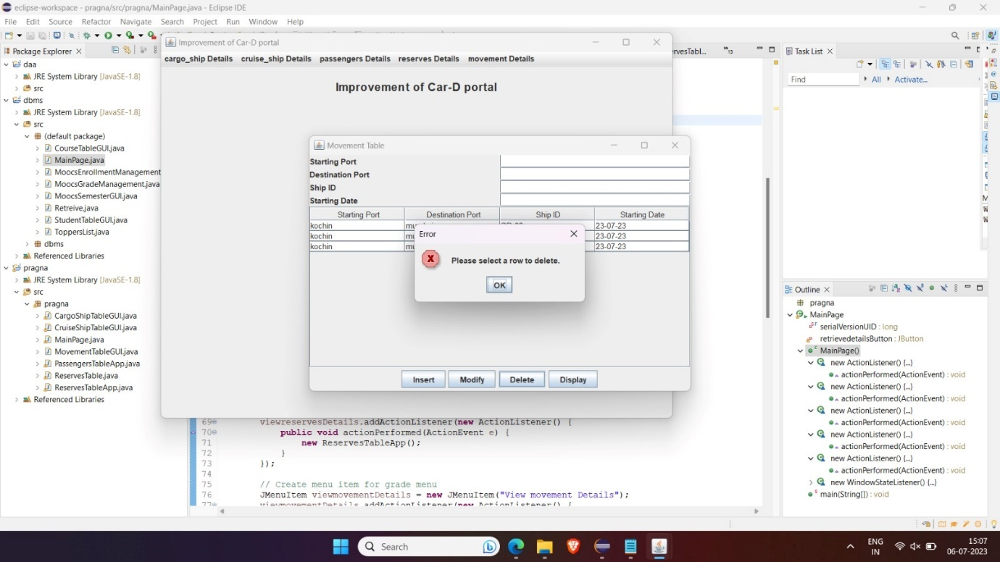 eclipse-workspace - pragna/src/pragna/MainPage.java - Eclipse IDE
File Edit Source Refactor Navigate Search Project Run Window Help
Package Explorer
daa
JRE System Library [JavaSE-1.8]
src
dbms
JRE System Library [JavaSE-1.8]
src
(default package)
CourseTableGUI.java
MainPage.java
MoocsEnrollmentManagement
MoocsGradeManagement.java
MoocsSemesterGUI.java
Retreive.java
StudentTableGUI.java
ToppersList.java
dbms
Referenced Libraries
pragna
JRE System Library [JavaSE-1.8]
src
pragna
CargoShipTableGUI.java
CruiseShipTableGUI.java
MainPage.java
MovementTableGUI.java
PassengersTableApp.java
ReservesTable.java
ReservesTableApp.java
Referenced Libraries
Improvement of Car-D portal
cargo_ship Details cruise_ship Details passengers Details reserves Details movement Details
Improvement of Car-D portal
Movement Table
Starting Port
Destination Port
Ship ID
Starting Date
Starting Port Destination Port Ship ID Starting Date
kochin 23-07-23
kochin 23-07-23
kochin 23-07-23
Error
X
Please select a row to delete.
OK
Insert Modify Delete Display
ervesTabl... »13
69 viewreservesDetails.addActionListener(new ActionListener() {
70 public void actionPerformed(ActionEvent e) {
71 new ReservesTableApp();
72 }
73 });
74
75 // Create menu item for grade menu
76 JMenuItem viewmovementDetails = new JMenuItem("View movement Details");
77 viewmovementDetails.addActionListener(new ActionListener() {
Task List
Find All Activate...
Outline
pragna
MainPage
serialVersionUID : long
retrievedetailsButton : JButton
MainPage()
new ActionListener() {...}
actionPerformed(ActionEvent) : void
new ActionListener() {...}
actionPerformed(ActionEvent) : void
new ActionListener() {...}
actionPerformed(ActionEvent) : void
new ActionListener() {...}
actionPerformed(ActionEvent) : void
new ActionListener() {...}
actionPerformed(ActionEvent) : void
new WindowStateListener() {...}
main(String[]) : void
Search
ENG
IN
15:07
06-07-2023